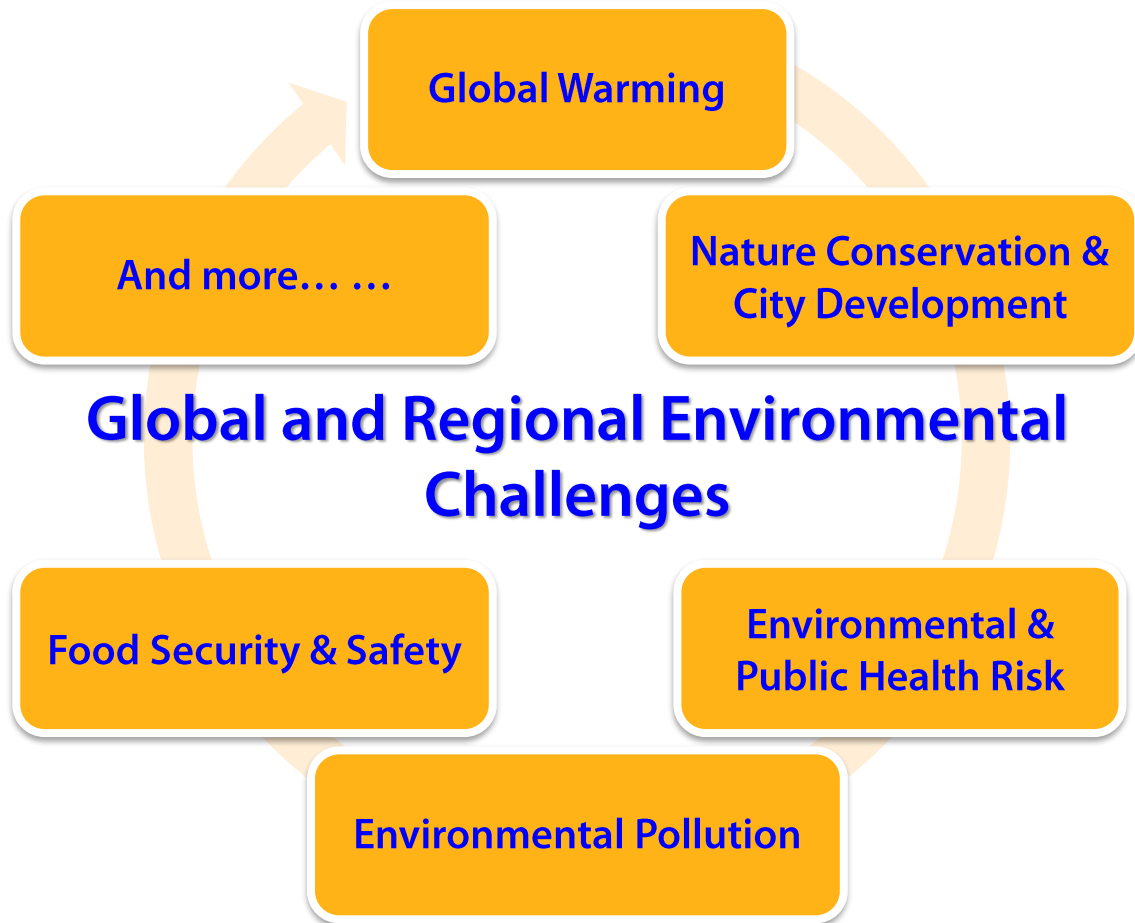 Global Warming
Nature Conservation &
City Development
Environmental &
Public Health Risk
Environmental Pollution
Food Security & Safety
And more… …
Global and Regional Environmental
Challenges